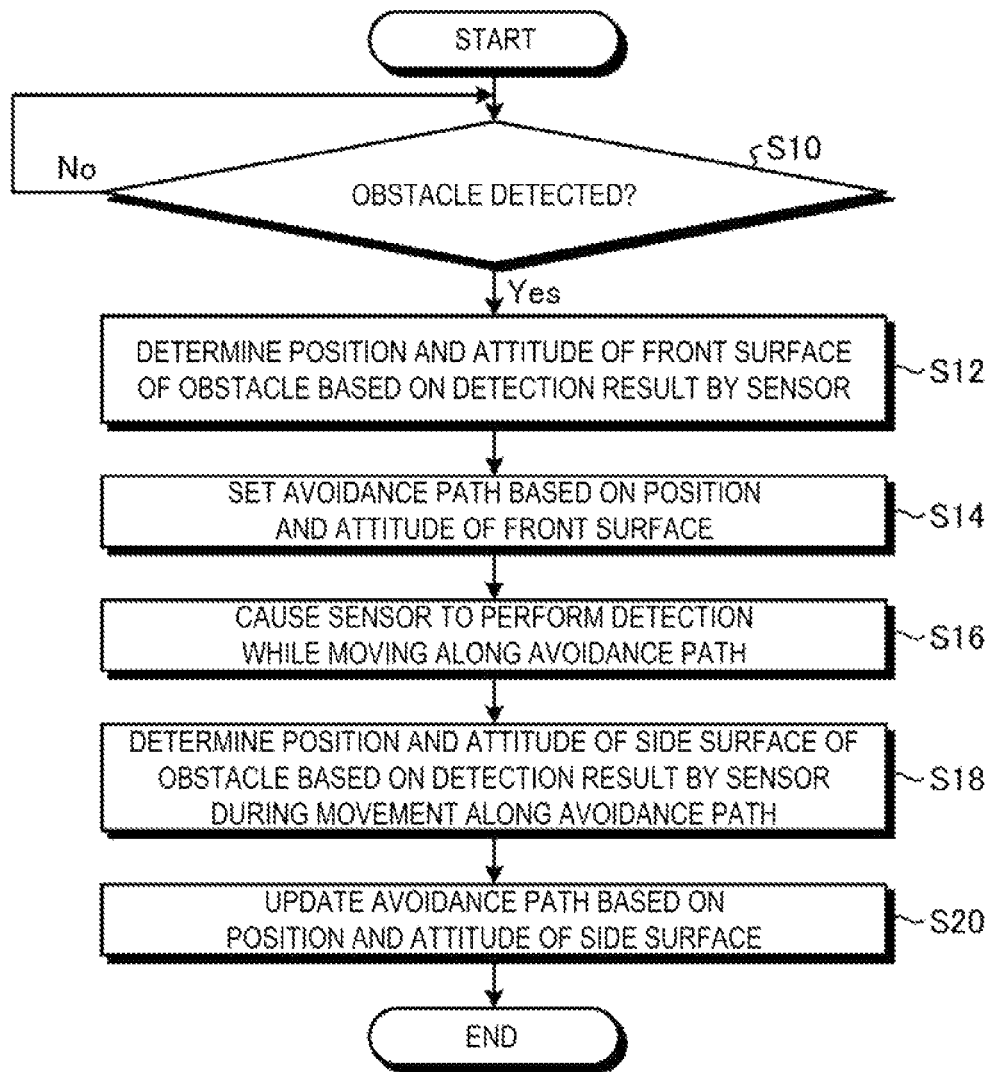 START
S10
No
OBSTACLE DETECTED?
Yes
DETERMINE POSITION AND ATTITUDE OF FRONT SURFACE
OF OBSTACLE BASED ON DETECTION RESULT BY SENSOR
S12
SET AVOIDANCE PATH BASED ON POSITION
AND ATTITUDE OF FRONT SURFACE
S14
CAUSE SENSOR TO PERFORM DETECTION
WHILE MOVING ALONG AVOIDANCE PATH
S16
DETERMINE POSITION AND ATTITUDE OF SIDE SURFACE OF
OBSTACLE BASED ON DETECTION RESULT BY SENSOR
DURING MOVEMENT ALONG AVOIDANCE PATH
S18
UPDATE AVOIDANCE PATH BASED ON
POSITION AND ATTITUDE OF SIDE SURFACE
S20
END